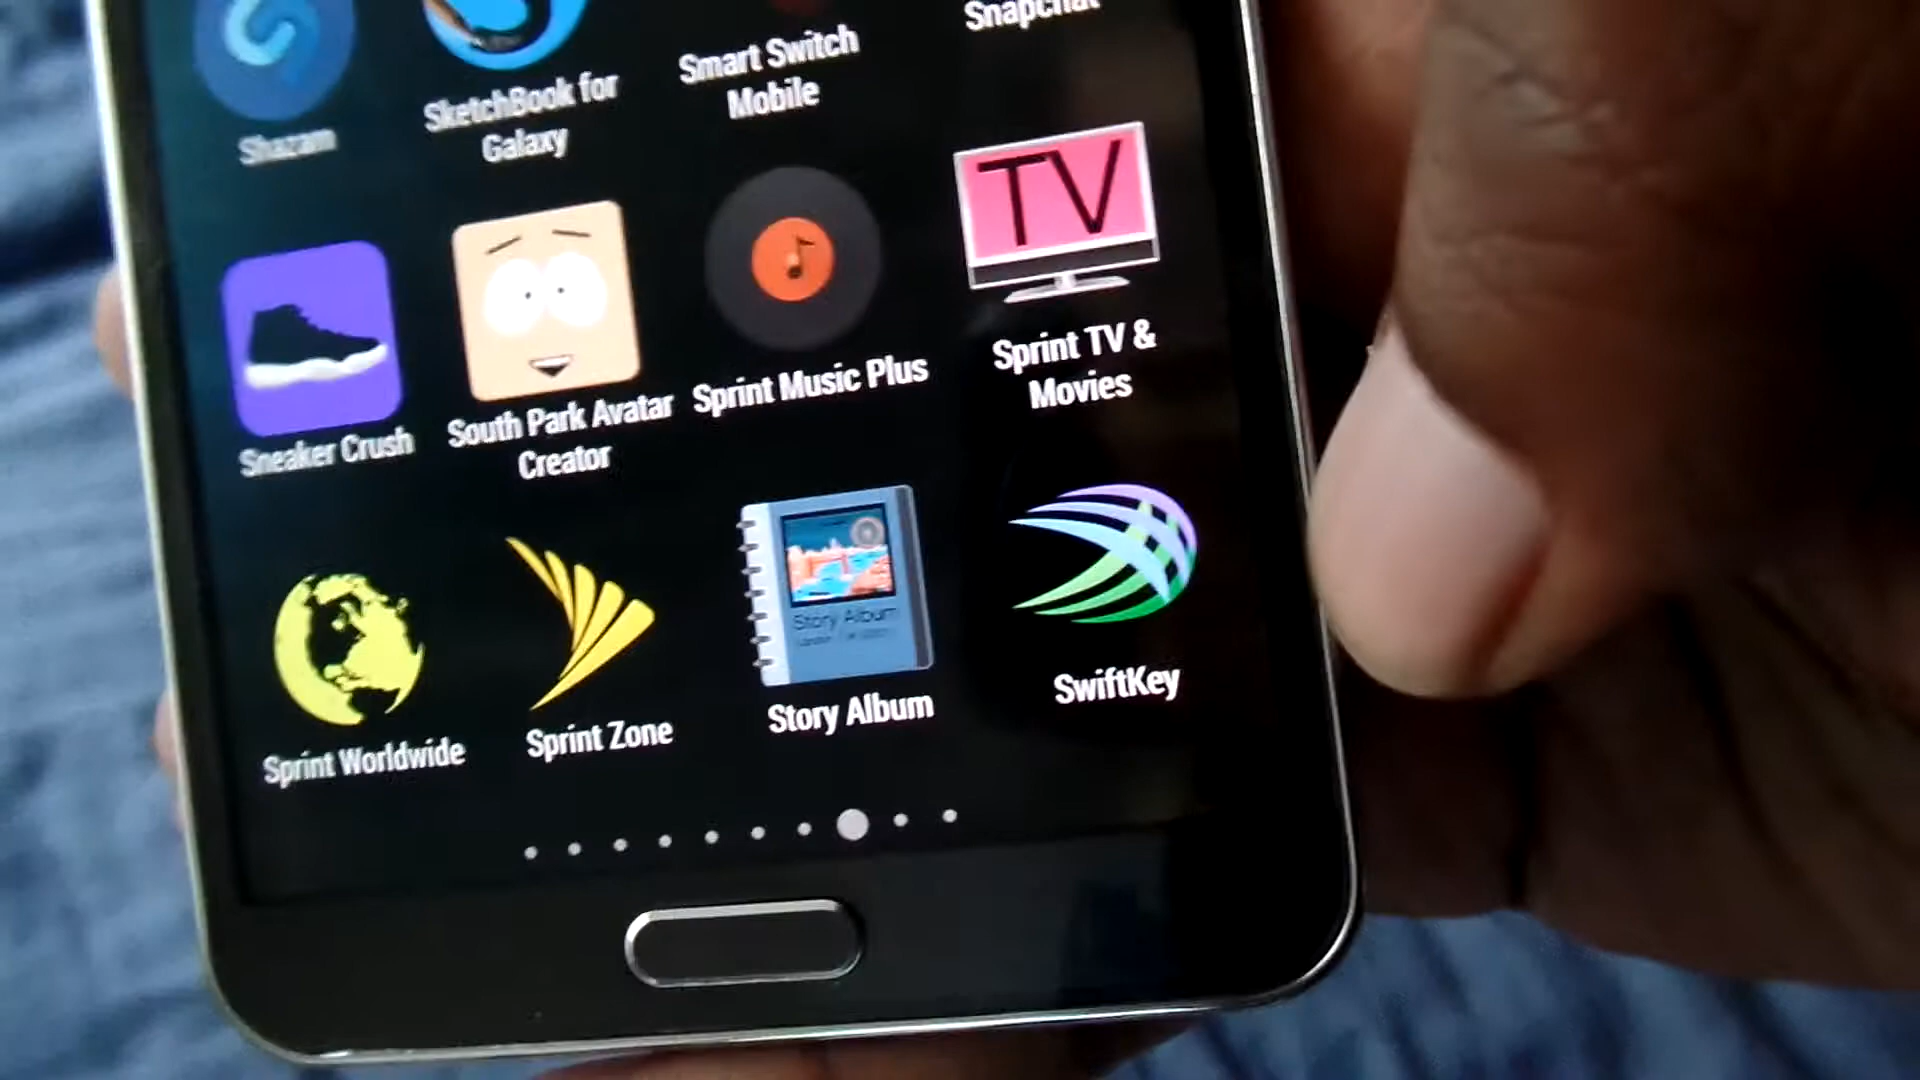 Snapchat
Smart Switch
Mobile
SketchBook for
Galaxy
Shazam
TV
Sprint TV &
Movies
Sprint Music Plus
South Park Avatar
Creator
Sneaker Crush
Story Album
SwiftKey
Story Album
Sprint Zone
Sprint Worldwide